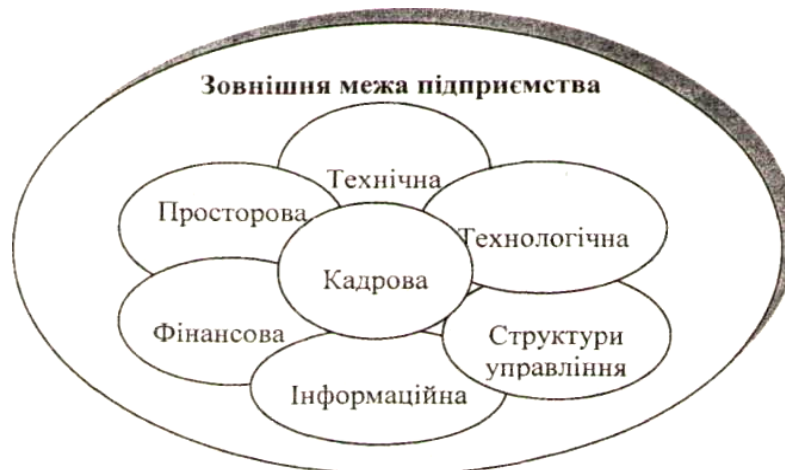 Зовнішня межа підприємства
Технічна
Просторова
Технологічна
Кадрова
Фінансова
Структури
управління
Інформаційна